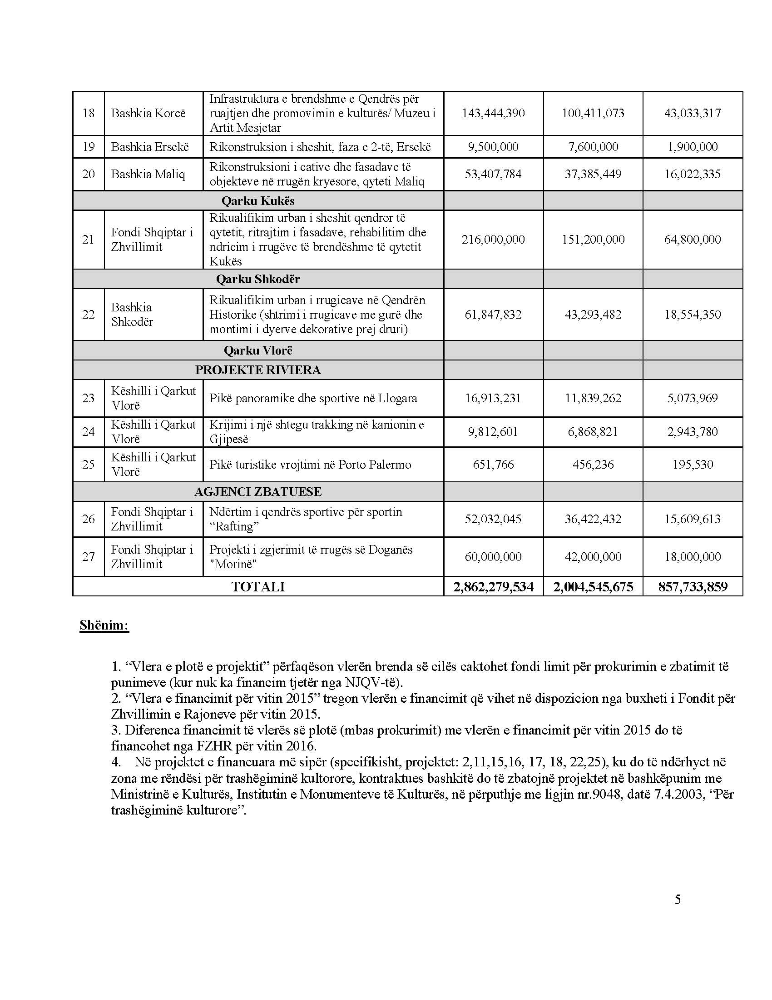 Infrastruktura e brendshme e Qendrës për
18 Bashkia Korcë ruajtjen dhe promovimin e kulturës/ Muzeu i 143,444,390 100,411,073 43,033,317
Artit Mesjetar
19 Bashkia Ersekë Rikonstruksion i sheshit, faza e 2-të, Ersekë 9,500,000 7,600,000 1,900,000
Rikonstruksioni i cative dhe fasadave të
20 Bashkia Maliq objekteve në rrugën kryesore, qyteti Maliq 53,407,784 37,385,449 16,022,335
Qarku Kukës
Rikualifikim urban i sheshit qendror të
21 Fondi Shqiptar i qytetit, ritrajtim i fasadave, rehabilitim dhe 216,000,000 151,200,000 64,800,000
Zhvillimit ndricim i rrugëve të brendëshme të qytetit
Kukës
Qarku Shkodër
Rikualifikim urban i rrugicave në Qendrën
22 Bashkia Historike (shtrimi i rrugicave me gurë dhe 61,847,832 43,293,482 18,554,350
Shkodër montimi i dyerve dekorative prej druri)
Qarku Vlorë
PROJEKTE RIVIERA
23 Këshilli i Qarkut Pikë panoramike dhe sportive në Llogara 16,913,231 11,839,262 5,073,969
Vlorë
24 Këshilli i Qarkut Krijimi i një shtegu trakking në kanionin e 9,812,601 6,868,821 2,943,780
Vlorë Gjipesë
25 Këshilli i Qarkut Pikë turistike vrojtimi në Porto Palermo 651,766 456,236 195,530
Vlorë
AGJENCI ZBATUESE
26 Fondi Shqiptar i Ndërtim i qendrës sportive për sportin 52,032,045 36,422,432 15,609,613
Zhvillimit “Rafting”
27 Fondi Shqiptar i Projekti i zgjerimit të rrugës së Doganës 60,000,000 42,000,000 18,000,000
Zhvillimit "Morinë"
TOTALI 2,862,279,534 2,004,545,675 857,733,859
Shënim:
1. “Vlera e plotë e projektit” përfaqëson vlerën brenda së cilës caktohet fondi limit për prokurimin e zbatimit të
punimeve (kur nuk ka financim tjetër nga NJQV-të).
2. “Vlera e financimit për vitin 2015” tregon vlerën e financimit që vihet në dispozicion nga buxheti i Fondit për
Zhvillimin e Rajoneve për vitin 2015.
3. Diferenca financimit të vlerës së plotë (mbas prokurimit) me vlerën e financimit për vitin 2015 do të
financohet nga FZHR për vitin 2016.
4. Në projektet e financuara më sipër (specifikisht, projektet: 2,11,15,16, 17, 18, 22,25), ku do të ndërhyet në
zona me rëndësi për trashëgiminë kultorore, kontraktues bashkitë do të zbatojnë projektet në bashkëpunim me
Ministrinë e Kulturës, Institutin e Monumenteve të Kulturës, në përputhje me ligjin nr.9048, datë 7.4.2003, “Për
trashëgiminë kulturore”.
5